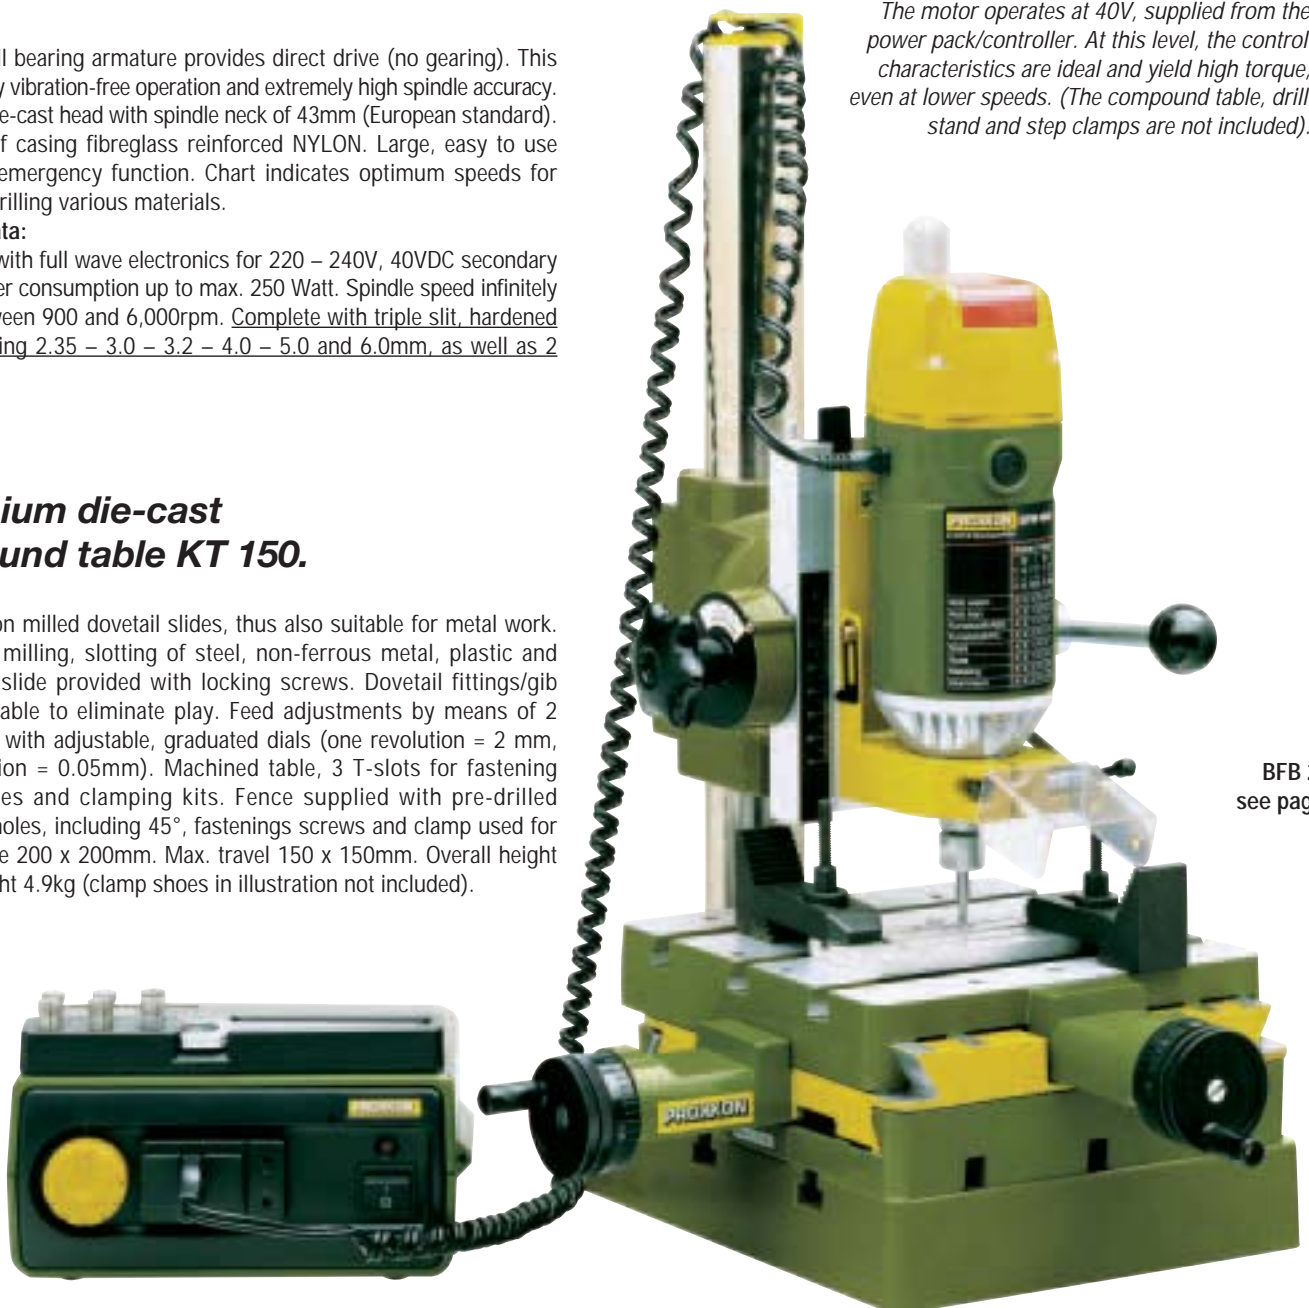 ll bearing armature provides direct drive (no gearing). This
y vibration-free operation and extremely high spindle accuracy.
e-cast head with spindle neck of 43mm (European standard).
f casing fibreglass reinforced NYLON. Large, easy to use
emergency function. Chart indicates optimum speeds for
rilling various materials.
ata:
with full wave electronics for 220 – 240V, 40VDC secondary
er consumption up to max. 250 Watt. Spindle speed infinitely
ween 900 and 6,000rpm. Complete with triple slit, hardened
ing 2.35 – 3.0 – 3.2 – 4.0 – 5.0 and 6.0mm, as well as 2
The motor operates at 40V, supplied from the
power pack/controller. At this level, the control
characteristics are ideal and yield high torque,
even at lower speeds. (The compound table, drill
stand and step clamps are not included).
ium die-cast
und table KT 150.
on milled dovetail slides, thus also suitable for metal work.
milling, slotting of steel, non-ferrous metal, plastic and
slide provided with locking screws. Dovetail fittings/gib
able to eliminate play. Feed adjustments by means of 2
with adjustable, graduated dials (one revolution = 2 mm,
ion = 0.05mm). Machined table, 3 T-slots for fastening
es and clamping kits. Fence supplied with pre-drilled
holes, including 45°, fastenings screws and clamp used for
e 200 x 200mm. Max. travel 150 x 150mm. Overall height
ht 4.9kg (clamp shoes in illustration not included).
BFB 2
see pag
PROXXON
PROXXON
PROXXON